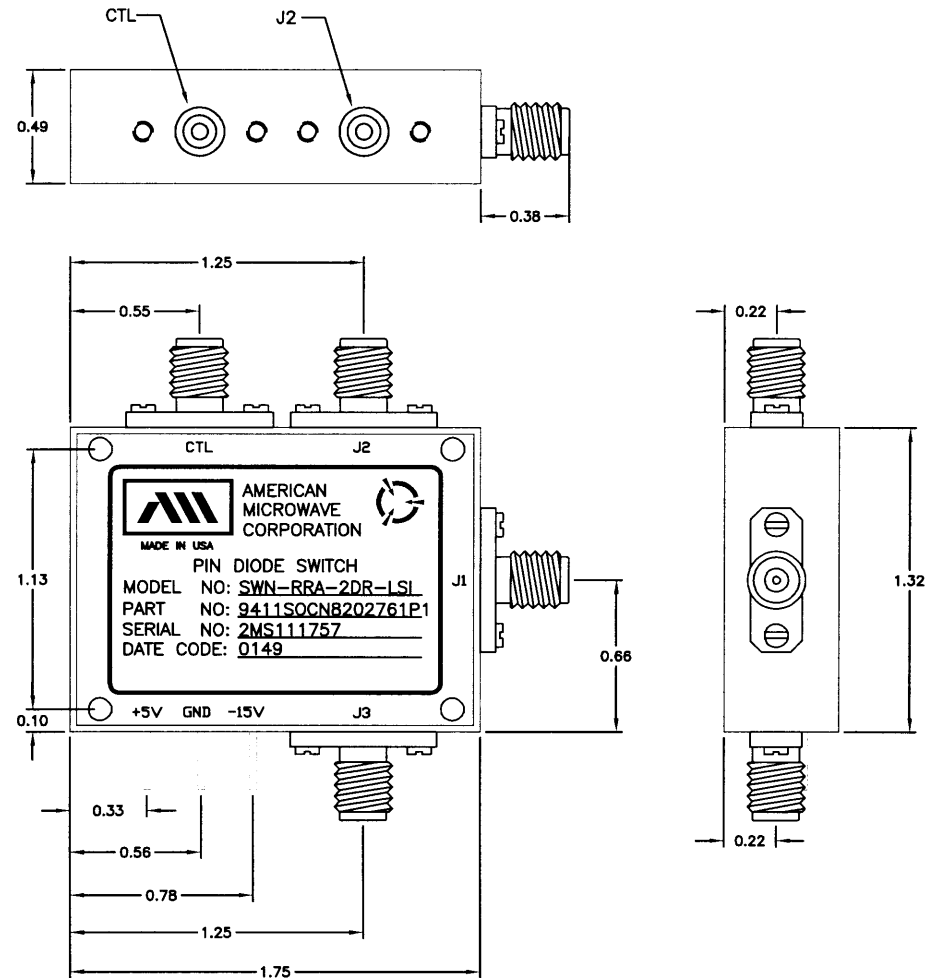 CTL
J2
0.49
0.38
1.25
0.55
0.22
CTL J2
AMERICAN
MICROWAVE
CORPORATION
MADE IN USA
PIN DIODE SWITCH
MODEL NO: SWN-RRA-2DR-LSI
PART NO: 9411SOCN8202761P1
SERIAL NO: 2MS111757
DATE CODE: 0149
J1
1.13
1.32
0.66
0.10
+5V GND -15V J3
0.33
0.22
0.56
0.78
1.25
1.75